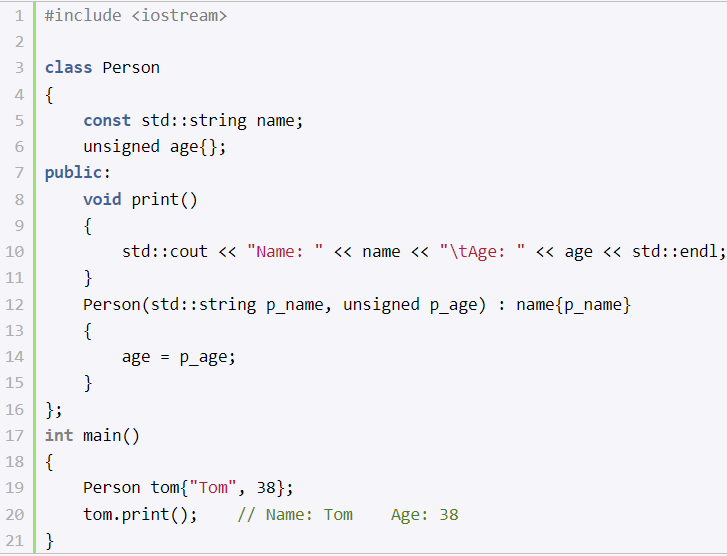 1 #include <iostream>
2
3 class Person
4 {
5     const std::string name;
6     unsigned age{};
7 public:
8     void print()
9     {
10         std::cout << "Name: " << name << "\tAge: " << age << std::endl;
11     }
12     Person(std::string p_name, unsigned p_age) : name{p_name}
13     {
14         age = p_age;
15     }
16 };
17 int main()
18 {
19     Person tom{"Tom", 38};
20     tom.print();    // Name: Tom    Age: 38
21 }